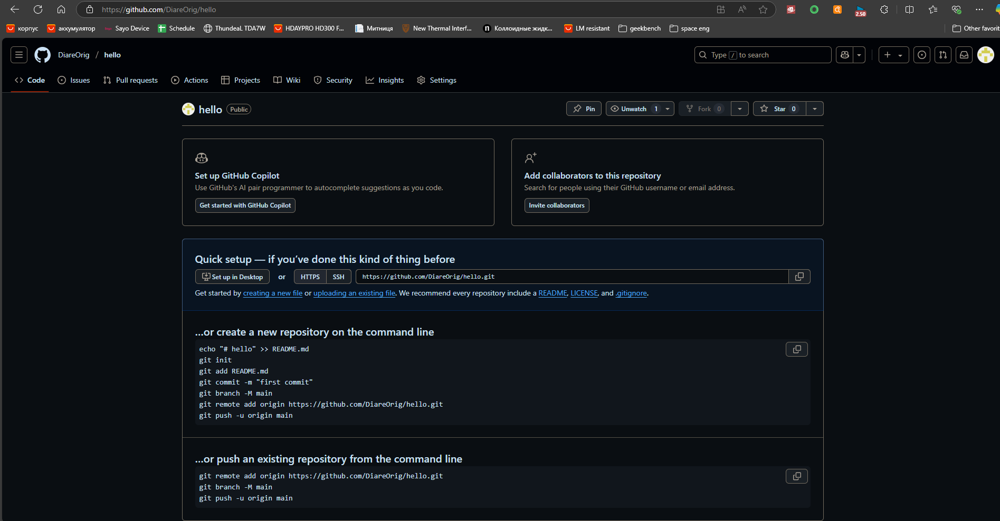 https://github.com/DiareOrig/hello
2.50
корпус аккумулятор Sayo Device Schedule ThundeaL TDA7W HDAYPRO HD300 F... Митниця New Thermal Interf... Коллоидные жидк... LM resistant geekbench space eng Other favorit
DiareOrig / hello Type / to search
Code Issues Pull requests Actions Projects Wiki Security Insights Settings
hello Public Pin Unwatch 1 Fork 0 Star 0
Set up GitHub Copilot
Use GitHub's AI pair programmer to autocomplete suggestions as you code.
Get started with GitHub Copilot
Add collaborators to this repository
Search for people using their GitHub username or email address.
Invite collaborators
Quick setup — if you’ve done this kind of thing before
Set up in Desktop or HTTPS SSH https://github.com/DiareOrig/hello.git
Get started by creating a new file or uploading an existing file. We recommend every repository include a README, LICENSE, and .gitignore.
…or create a new repository on the command line
echo "# hello" >> README.md
git init
git add README.md
git commit -m "first commit"
git branch -M main
git remote add origin https://github.com/DiareOrig/hello.git
git push -u origin main
…or push an existing repository from the command line
git remote add origin https://github.com/DiareOrig/hello.git
git branch -M main
git push -u origin main